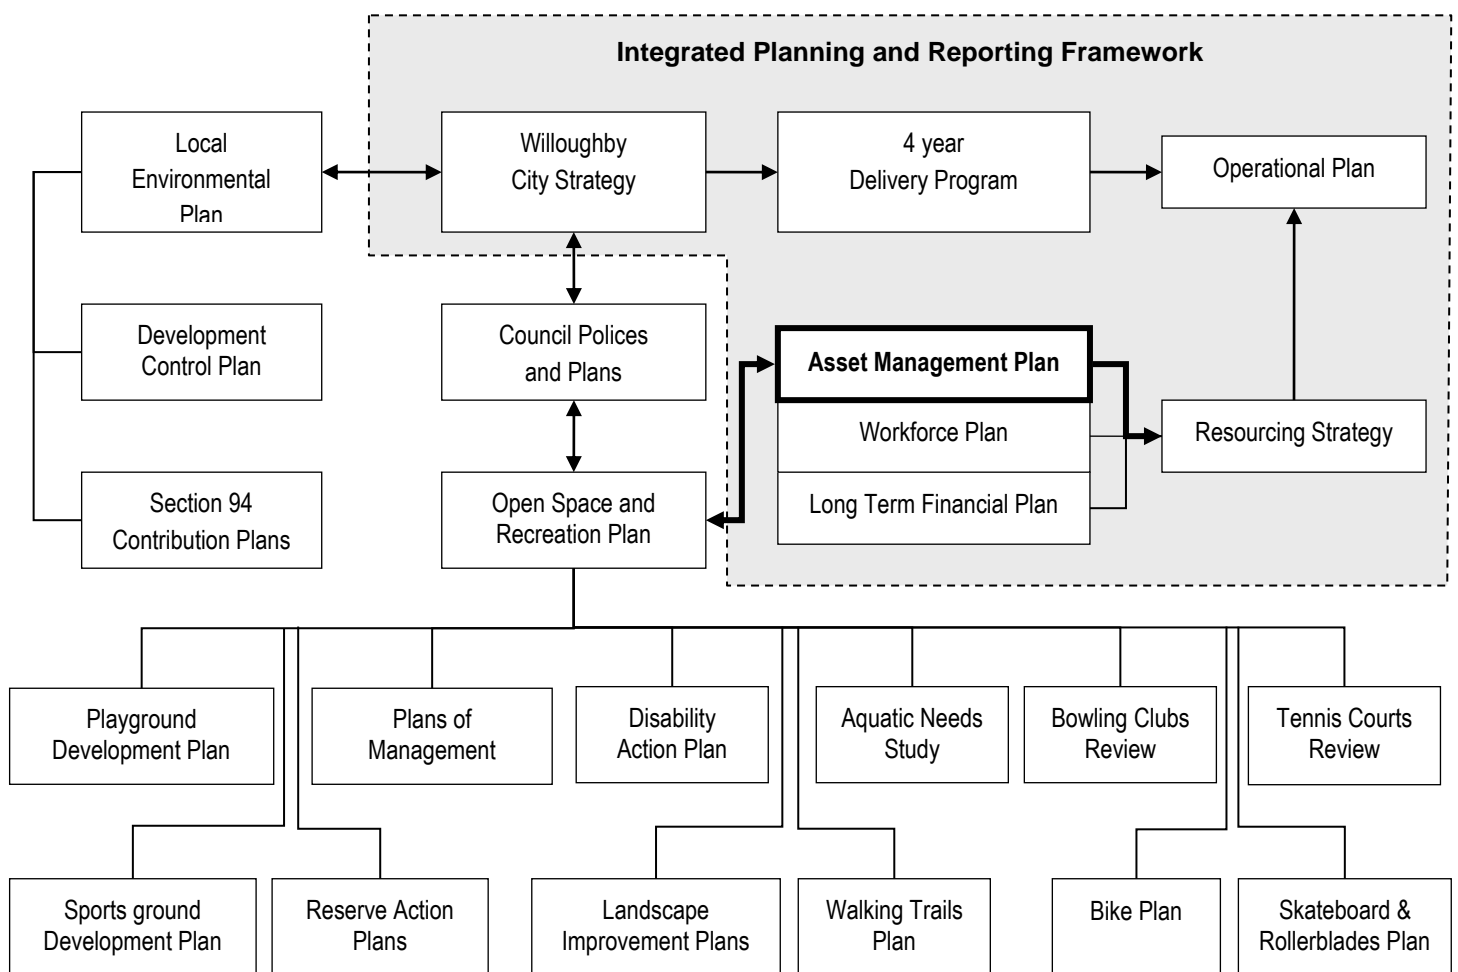 Integrated Planning and Reporting Framework
Local
Environmental
Plan
Willoughby
City Strategy
4 year
Delivery Program
Operational Plan
Development
Control Plan
Council Polices
and Plans
Asset Management Plan
Workforce Plan
Long Term Financial Plan
Resourcing Strategy
Section 94
Contribution Plans
Open Space and
Recreation Plan
Playground
Development Plan
Plans of
Management
Disability
Action Plan
Aquatic Needs
Study
Bowling Clubs
Review
Tennis Courts
Review
Sports ground
Development Plan
Reserve Action
Plans
Landscape
Improvement Plans
Walking Trails
Plan
Bike Plan
Skateboard &
Rollerblades Plan